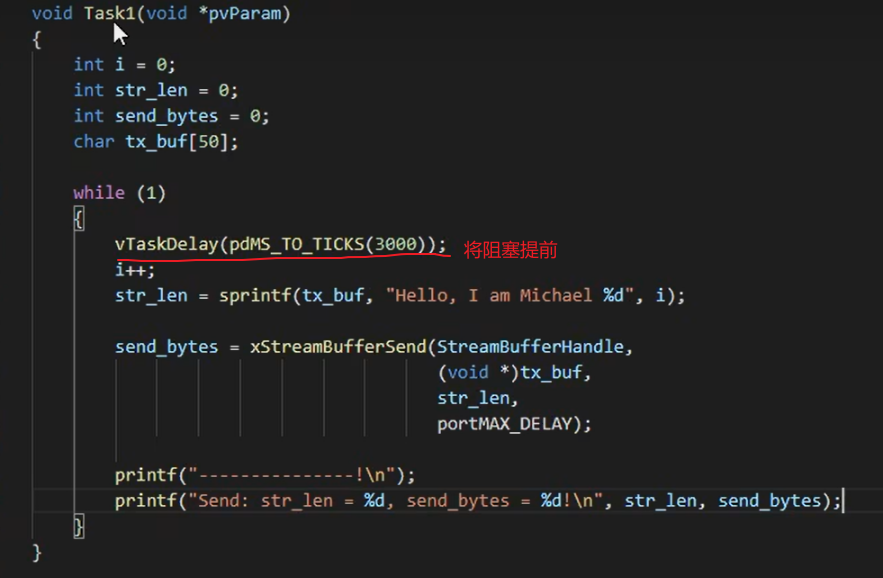 void Task1(void *pvParam)
{
int i = 0;
int str_len = 0;
int send_bytes = 0;
char tx_buf[50];
while (1)
{
vTaskDelay(pdMS_TO_TICKS(3000)); 将阻塞提前
i++;
str_len = sprintf(tx_buf, "Hello, I am Michael %d", i);
send_bytes = xStreamBufferSend(StreamBufferHandle,
(void *)tx_buf,
str_len,
portMAX_DELAY);
printf("---------------!\n");
printf("Send: str_len = %d, send_bytes = %d!\n", str_len, send_bytes);
}
}